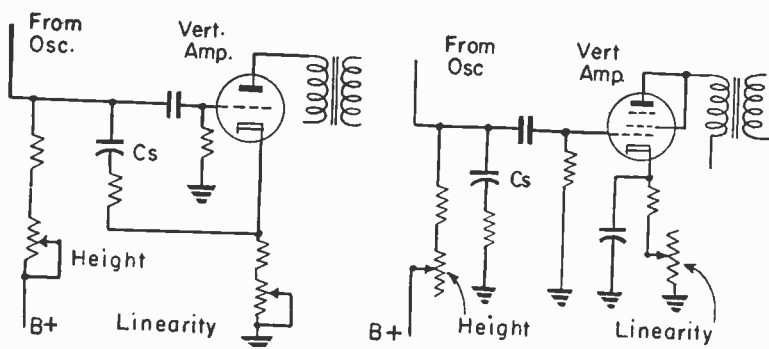 From
Osc.
Vert.
Amp.
Cs
Height
B+
Linearity
From
Osc
Vert
Amp.
Cs
B+
Height
Linearity